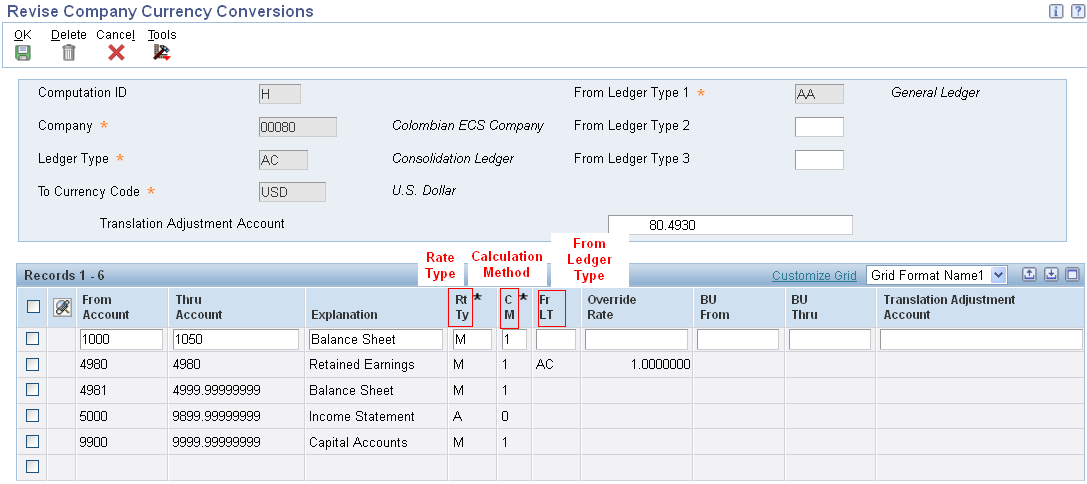 Revise Company Currency Conversions
OK Delete Cancel Tools
Computation ID H From Ledger Type 1 * AA General Ledger
Company * 00080 Colombian ECS Company From Ledger Type 2
Ledger Type * AC Consolidation Ledger From Ledger Type 3
To Currency Code * USD U.S. Dollar
Translation Adjustment Account 80.4930
Rate Type
Calculation Method
From Ledger Type
Records 1 - 6 Customize Grid Grid Format Name1
From Account Thru Account Explanation Rt Ty * C M * Fr LT Override Rate BU From BU Thru Translation Adjustment Account
1000 1050 Balance Sheet M 1
4980 4980 Retained Earnings M 1 AC 1.0000000
4981 4999.99999999 Balance Sheet M 1
5000 9899.99999999 Income Statement A 0
9900 9999.99999999 Capital Accounts M 1